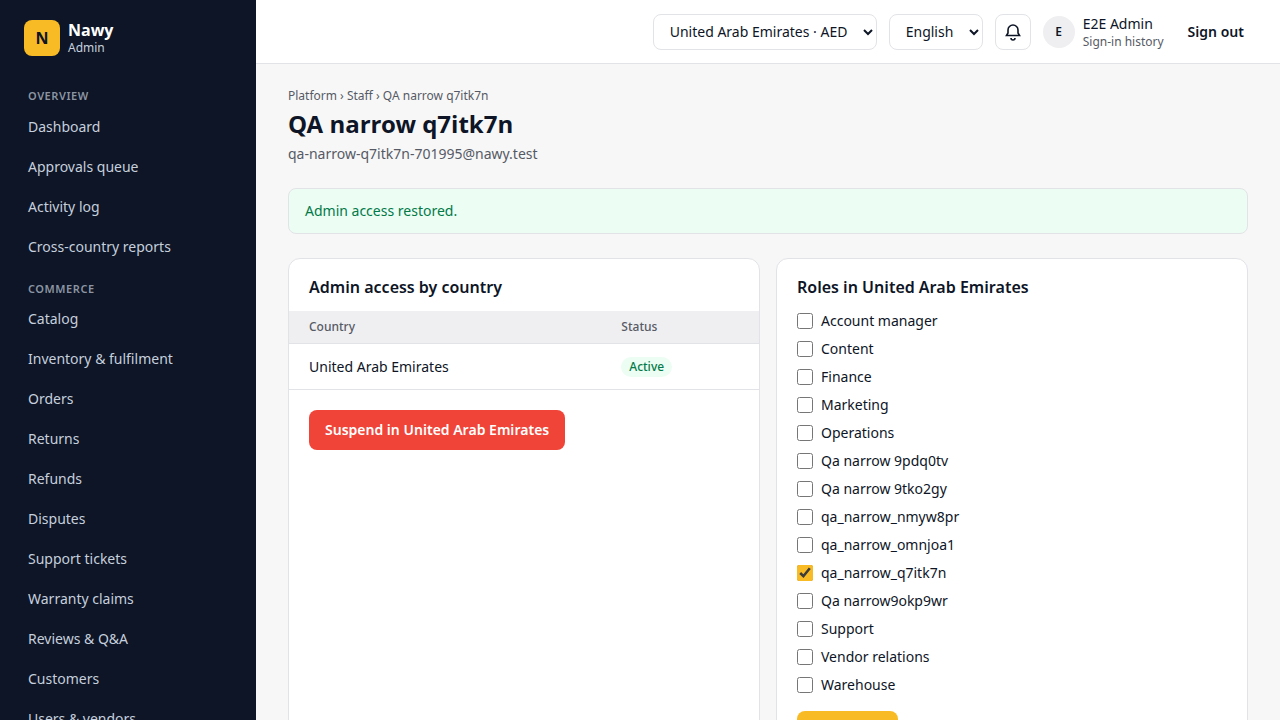 N
Nawy
Admin
OVERVIEW
Dashboard
Approvals queue
Activity log
Cross-country reports
COMMERCE
Catalog
Inventory & fulfilment
Orders
Returns
Refunds
Disputes
Support tickets
Warranty claims
Reviews & Q&A
Customers
Users & vendors
United Arab Emirates · AED
English
E
E2E Admin
Sign-in history
Sign out
Platform › Staff › QA narrow q7itk7n
QA narrow q7itk7n
qa-narrow-q7itk7n-701995@nawy.test
Admin access restored.
Admin access by country
Country Status
United Arab Emirates Active
Suspend in United Arab Emirates
Roles in United Arab Emirates
Account manager
Content
Finance
Marketing
Operations
Qa narrow 9pdq0tv
Qa narrow 9tko2gy
qa_narrow_nmyw8pr
qa_narrow_omnjoa1
qa_narrow_q7itk7n
Qa narrow9okp9wr
Support
Vendor relations
Warehouse